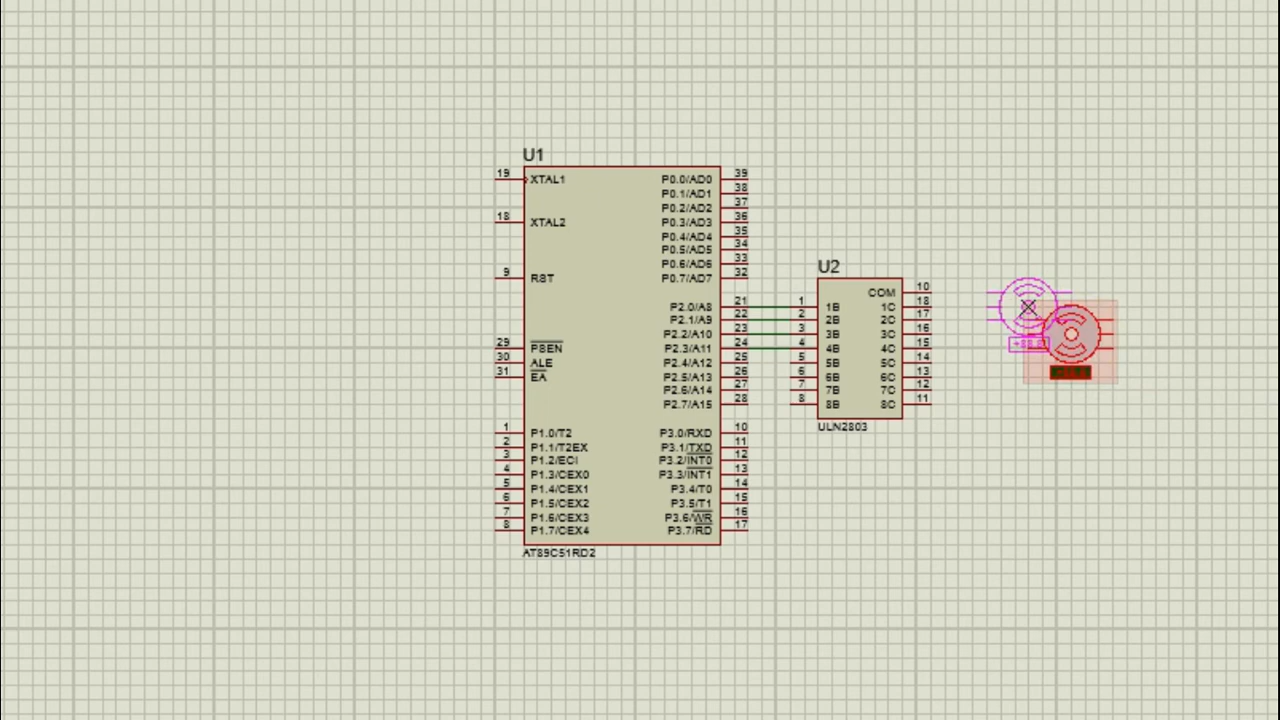 U1
19 XTAL1 P0.0/AD0 39
P0.1/AD1 38
P0.2/AD2 37
18 XTAL2 P0.3/AD3 36
P0.4/AD4 35
P0.5/AD5 34
P0.6/AD6 33
9 RST P0.7/AD7 32
P2.0/A8 21
P2.1/A9 22
P2.2/A10 23
29 PSEN P2.3/A11 24
30 ALE P2.4/A12 25
31 EA P2.5/A13 26
P2.6/A14 27
P2.7/A15 28
1 P1.0/T2 P3.0/RXD 10
2 P1.1/T2EX P3.1/TXD 11
3 P1.2/ECI P3.2/INT0 12
4 P1.3/CEX0 P3.3/INT1 13
5 P1.4/CEX1 P3.4/T0 14
6 P1.5/CEX2 P3.5/T1 15
7 P1.6/CEX3 P3.6/WR 16
8 P1.7/CEX4 P3.7/RD 17
AT89C51RD2
U2
COM 10
1 1B 1C 18
2 2B 2C 17
3 3B 3C 16
4 4B 4C 15
5 5B 5C 14
6 6B 6C 13
7 7B 7C 12
8 8B 8C 11
ULN2803